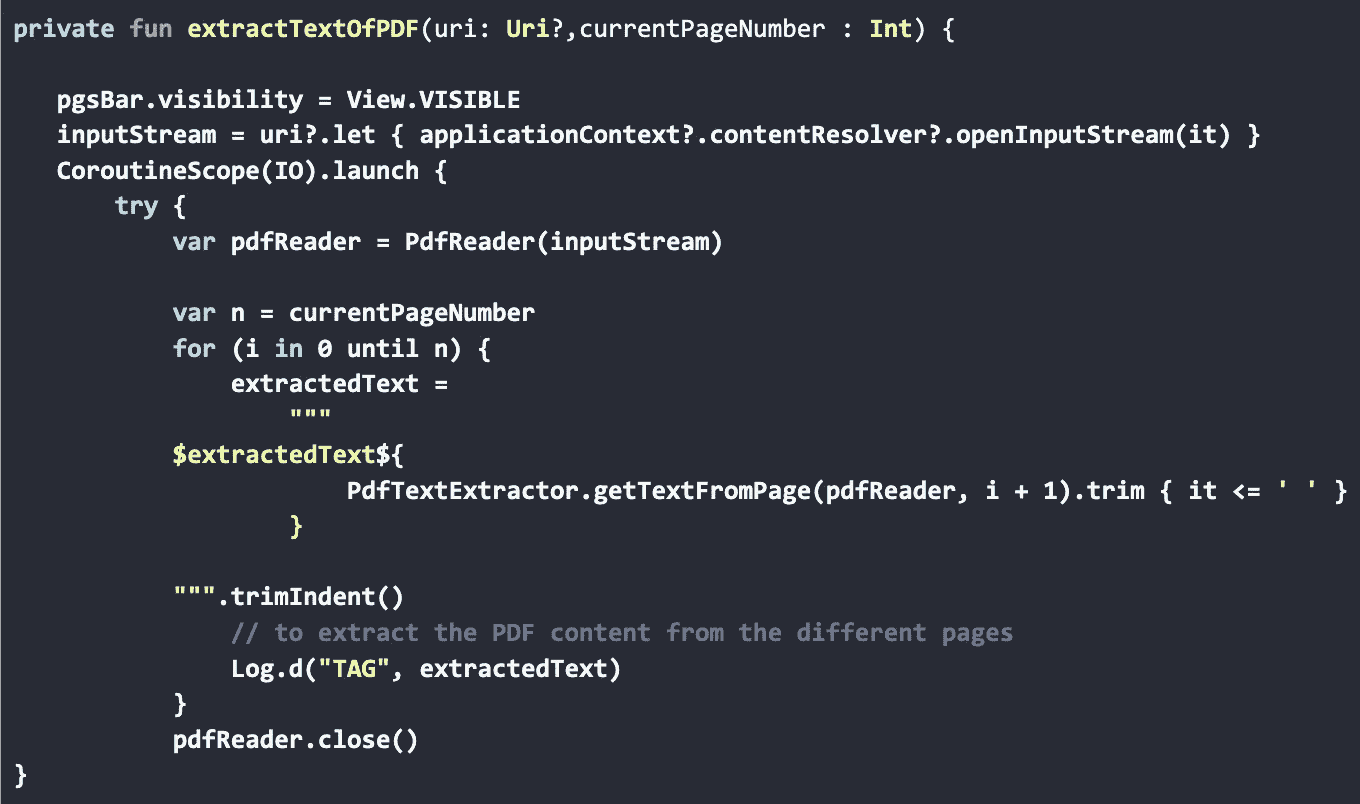 private fun extractTextOfPDF(uri: Uri?,currentPageNumber : Int) {
   pgsBar.visibility = View.VISIBLE
   inputStream = uri?.let { applicationContext?.contentResolver?.openInputStream(it) }
   CoroutineScope(IO).launch {
       try {
           var pdfReader = PdfReader(inputStream)
           var n = currentPageNumber
           for (i in 0 until n) {
               extractedText =
                   """
           $extractedText${
                       PdfTextExtractor.getTextFromPage(pdfReader, i + 1).trim { it <= ' ' }
                   }
           """.trimIndent()
               // to extract the PDF content from the different pages
               Log.d("TAG", extractedText)
           }
           pdfReader.close()
}